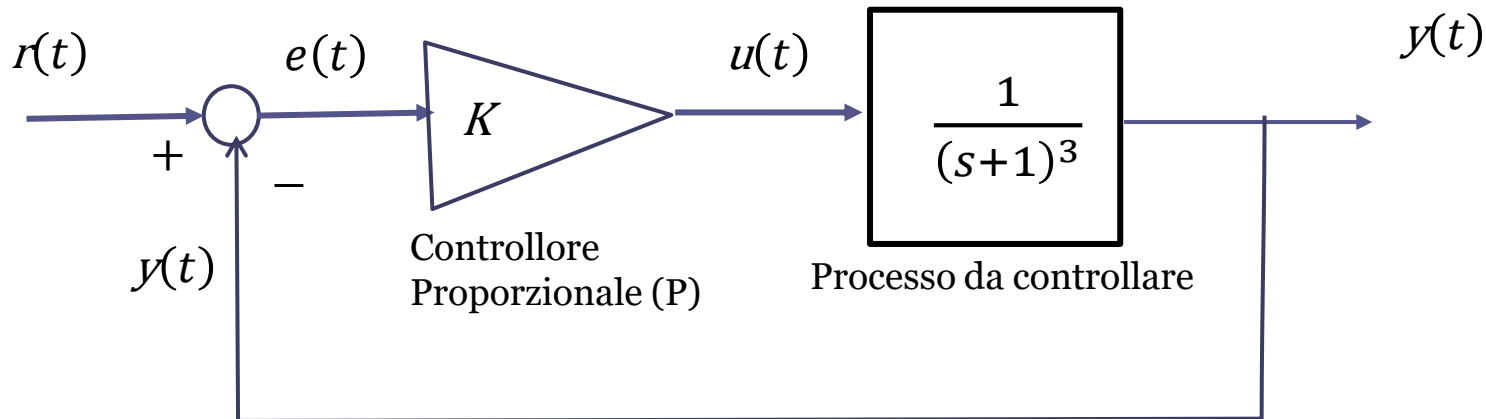 r(t)
e(t)
u(t)
y(t)
+
−
K
1
(s+1)³
y(t)
Controllore
Proporzionale (P)
Processo da controllare